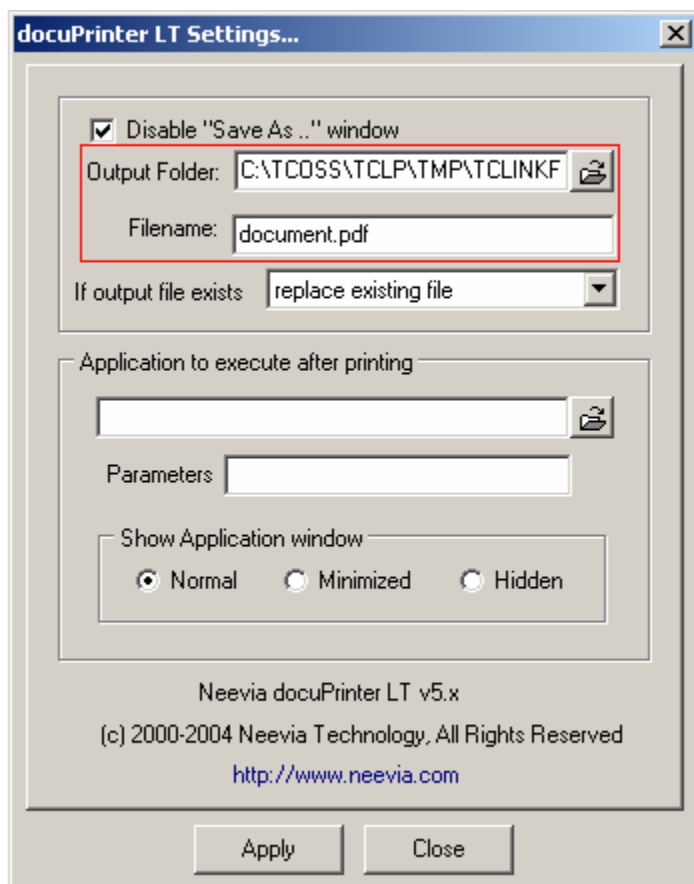 docuPrinter LT Settings...
Disable "Save As .." window
Output Folder: C:\TCOSS\TCLP\TMP\TCLINKF
Filename: document.pdf
If output file exists replace existing file
Application to execute after printing
Parameters
Show Application window
Normal Minimized Hidden
Neevia docuPrinter LT v5.x
(c) 2000-2004 Neevia Technology, All Rights Reserved
http://www.neevia.com
Apply Close